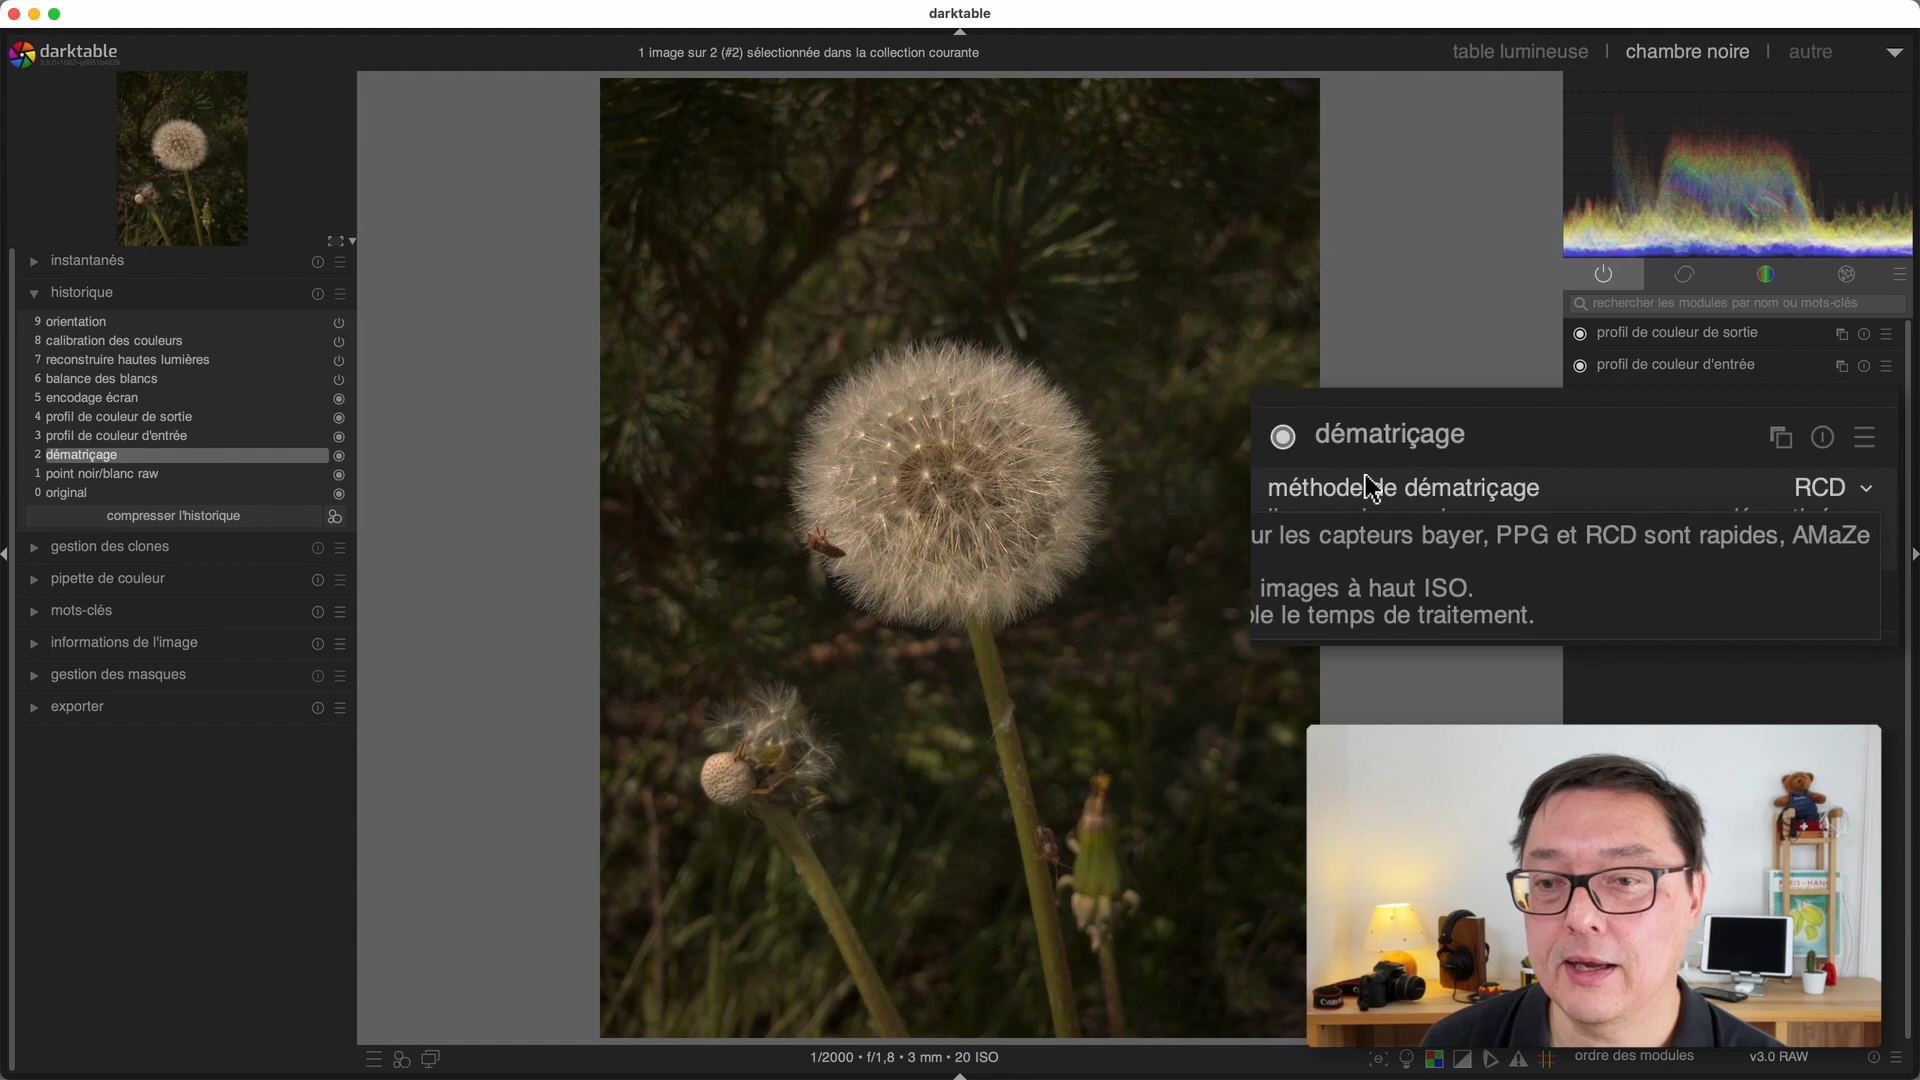 darktable
darktable
1 image sur 2 (#2) sélectionnée dans la collection courante
table lumineuse | chambre noire | autre
instantanés
historique
9 orientation
8 calibration des couleurs
7 reconstruire hautes lumières
6 balance des blancs
5 encodage écran
4 profil de couleur de sortie
3 profil de couleur d'entrée
2 dématriçage
1 point noir/blanc raw
0 original
compresser l'historique
gestion des clones
pipette de couleur
mots-clés
informations de l'image
gestion des masques
exporter
rechercher les modules par nom ou mots-clés
profil de couleur de sortie
profil de couleur d'entrée
dématriçage
méthode de dématriçage RCD
ur les capteurs bayer, PPG et RCD sont rapides, AMaZe
images à haut ISO.
ble le temps de traitement.
Canon
1/2000 • f/1,8 • 3 mm • 20 ISO
ordre des modules v3.0 RAW